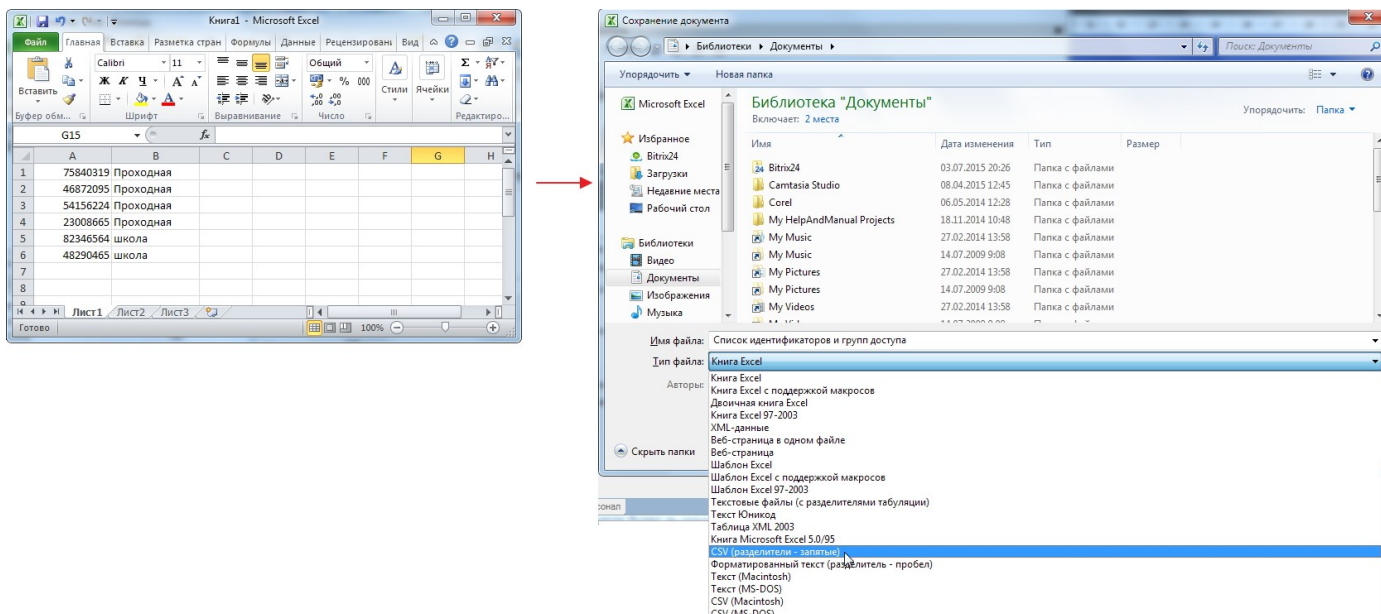 Книга1 - Microsoft Excel
Файл Главная Вставка Разметка стран Формулы Данные Рецензировани Вид
Calibri 11 Общий
Ж К Ч A A % 000
Вставить Стили Ячейки
Буфер обм... Шрифт Выравнивание Число Редактиро...
G15 fx
A B C D E F G H
1 75840319 Проходная
2 46872095 Проходная
3 54156224 Проходная
4 23008665 Проходная
5 82346564 школа
6 48290465 школа
7
8
9
Лист1 Лист2 Лист3
Готово 100%
Сохранение документа
Библиотеки Документы Поиск: Документы
Упорядочить Новая папка
Microsoft Excel
Избранное
Bitrix24
Загрузки
Недавние места
Рабочий стол
Библиотеки
Видео
Документы
Изображения
Музыка
Библиотека "Документы"
Включает: 2 места
Упорядочить: Папка
Имя Дата изменения Тип Размер
24 Bitrix24 03.07.2015 20:26 Папка с файлами
Camtasia Studio 08.04.2015 12:45 Папка с файлами
Corel 06.05.2014 12:28 Папка с файлами
My HelpAndManual Projects 18.11.2014 10:48 Папка с файлами
My Music 27.02.2014 13:58 Папка с файлами
My Music 14.07.2009 9:08 Папка с файлами
My Pictures 27.02.2014 13:58 Папка с файлами
My Pictures 14.07.2009 9:08 Папка с файлами
My Videos 27.02.2014 13:58 Папка с файлами
Имя файла: Список идентификаторов и групп доступа
Тип файла: Книга Excel
Авторы:
Скрыть папки
сонал
Книга Excel
Книга Excel с поддержкой макросов
Двоичная книга Excel
Книга Excel 97-2003
XML-данные
Веб-страница в одном файле
Веб-страница
Шаблон Excel
Шаблон Excel с поддержкой макросов
Шаблон Excel 97-2003
Текстовые файлы (с разделителями табуляции)
Текст Юникод
Таблица XML 2003
Книга Microsoft Excel 5.0/95
CSV (разделители - запятые)
Форматированный текст (разделитель - пробел)
Текст (Macintosh)
Текст (MS-DOS)
CSV (Macintosh)
CSV (MS-DOS)